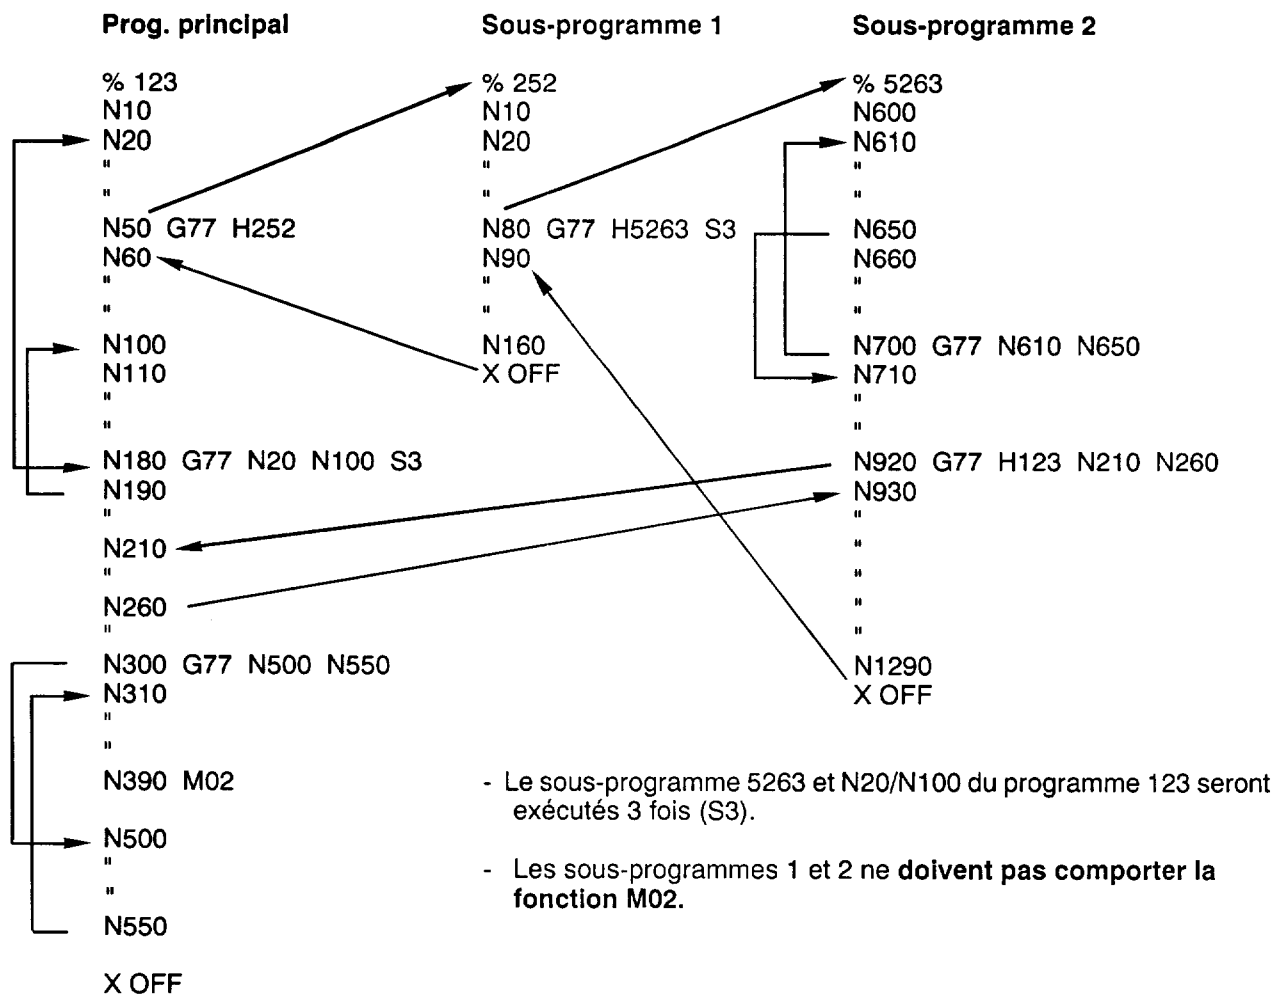 Prog. principal
% 123
N10
N20
"
"
N50 G77 H252
N60
"
"
N100
N110
"
"
N180 G77 N20 N100 S3
N190
"
N210
"
N260
"
N300 G77 N500 N550
N310
"
"
N390 M02
N500
"
"
N550
X OFF
Sous-programme 1
% 252
N10
N20
"
"
N80 G77 H5263 S3
N90
"
"
N160
X OFF
Sous-programme 2
% 5263
N600
N610
"
"
N650
N660
"
"
N700 G77 N610 N650
N710
"
"
N920 G77 H123 N210 N260
N930
"
"
"
"
"
N1290
X OFF
- Le sous-programme 5263 et N20/N100 du programme 123 seront
exécutés 3 fois (S3).
- Les sous-programmes 1 et 2 ne doivent pas comporter la
fonction M02.